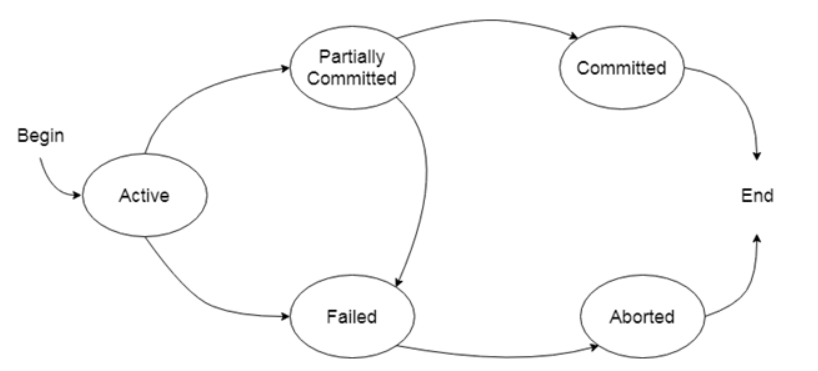 Partially
Committed
Committed
Begin
Active
End
Failed
Aborted